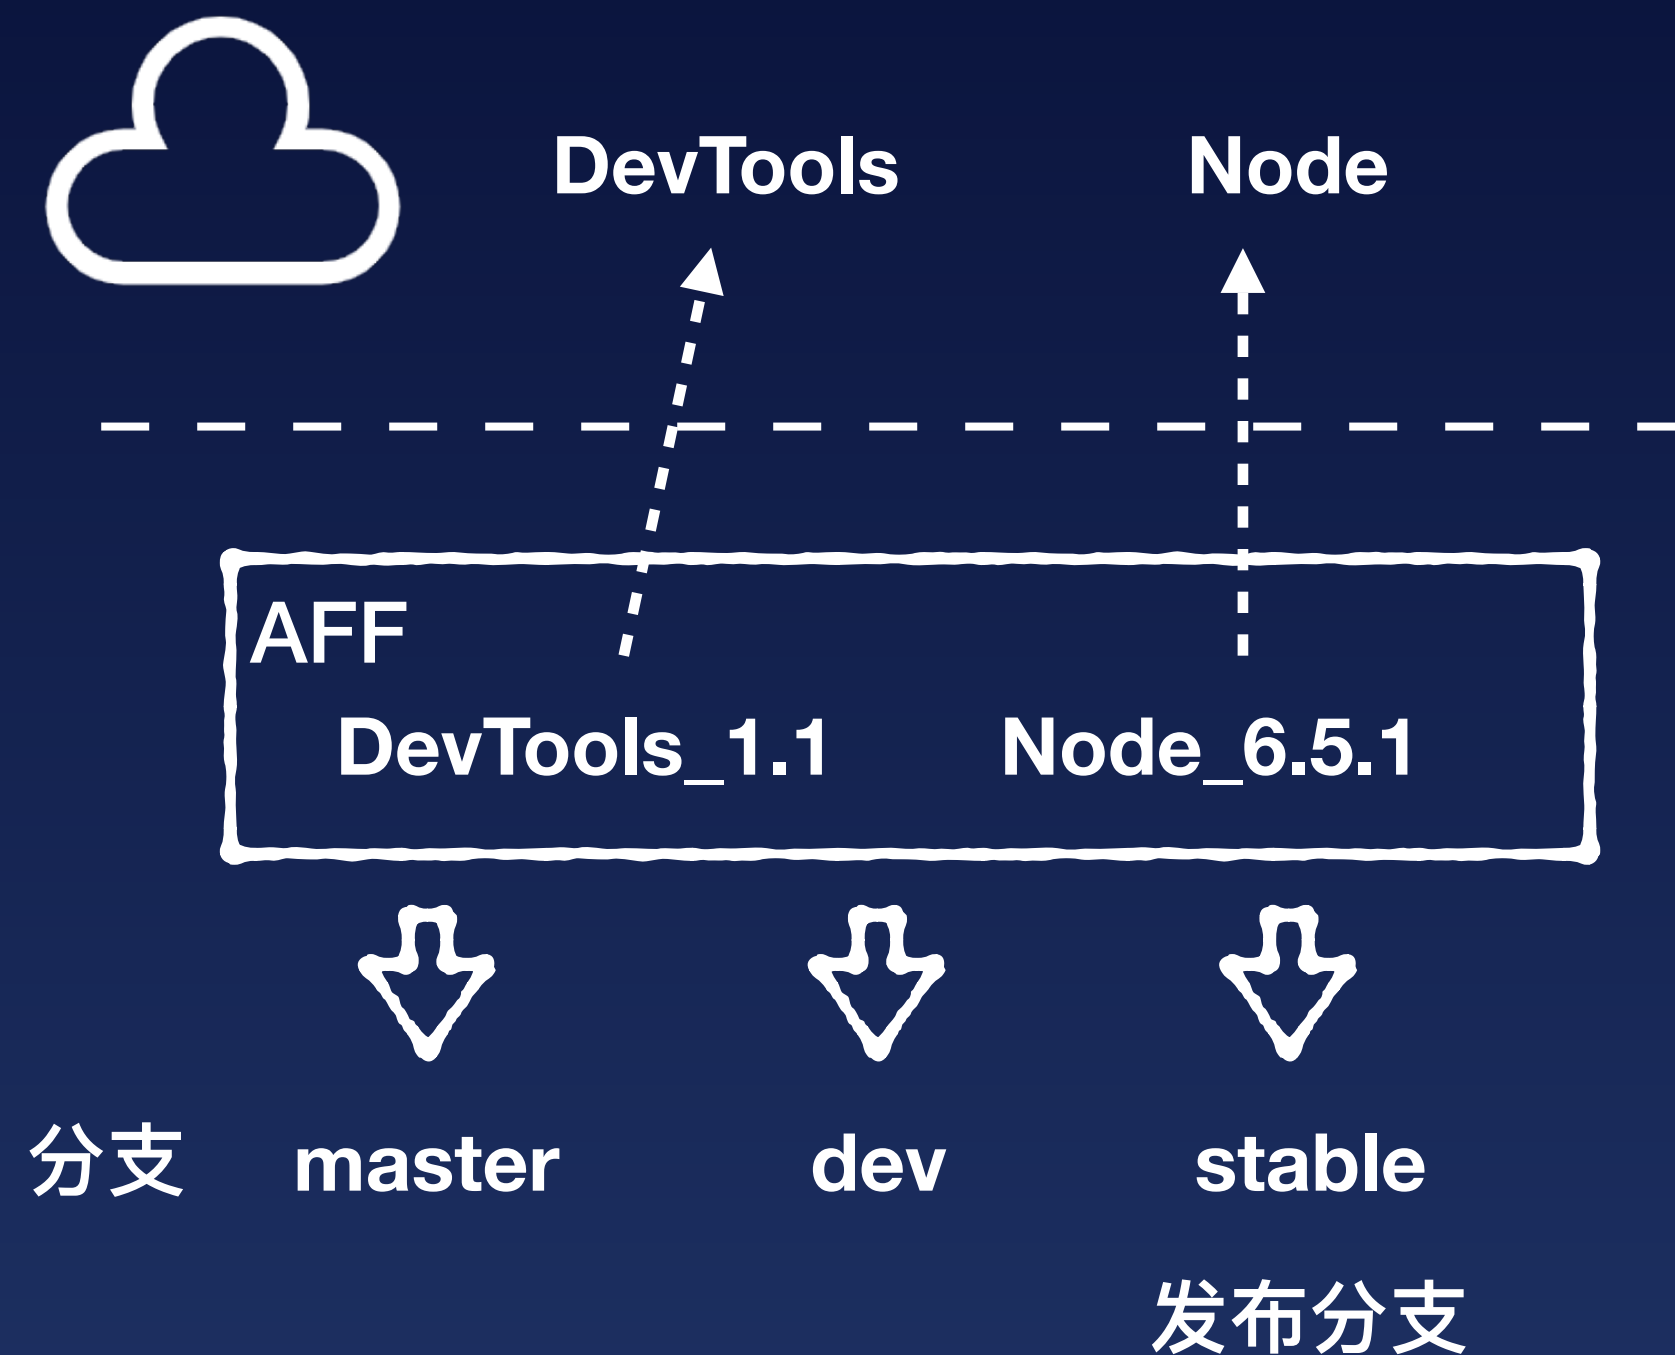 DevTools Node
AFF
DevTools_1.1 Node_6.5.1
分支 master dev stable
发布分支